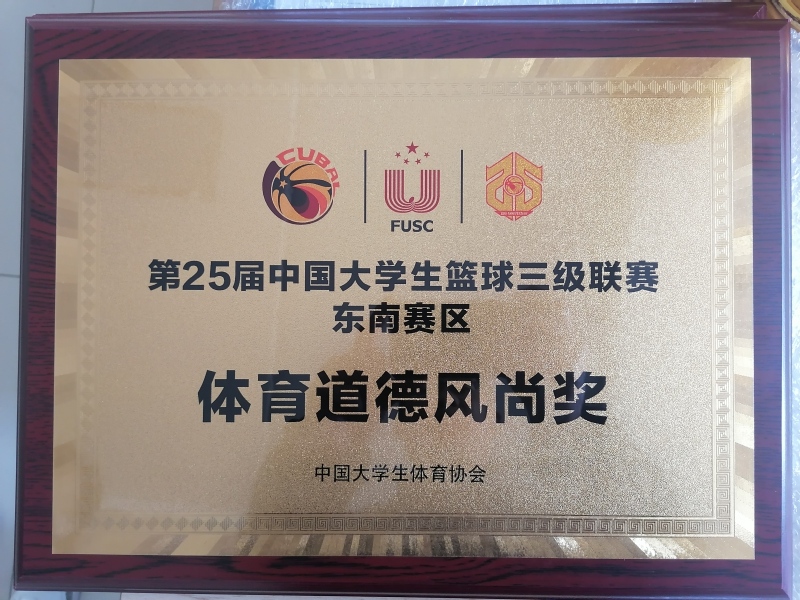 CUBAL
FUSC
25
第25届中国大学生篮球三级联赛
东南赛区
体育道德风尚奖
中国大学生体育协会